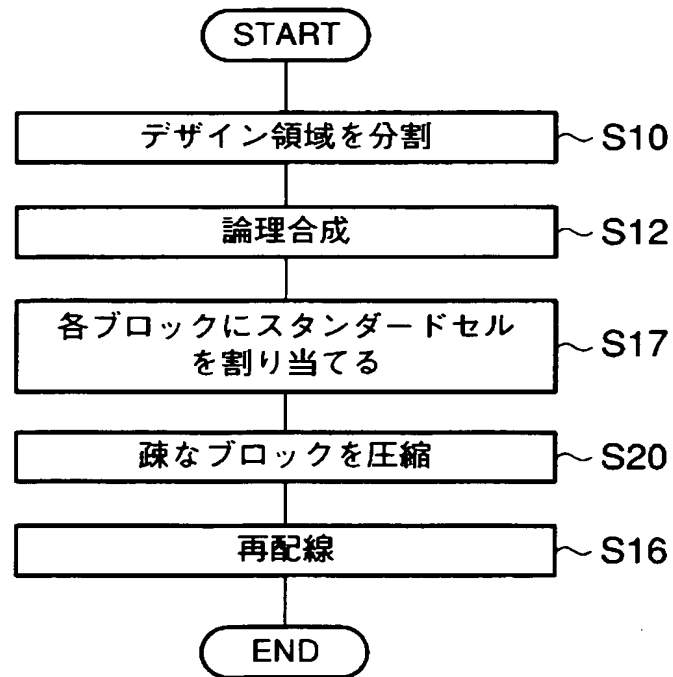 START
デザイン領域を分割
S10
論理合成
S12
各ブロックにスタンダードセル
を割り当てる
S17
疎なブロックを圧縮
S20
再配線
S16
END